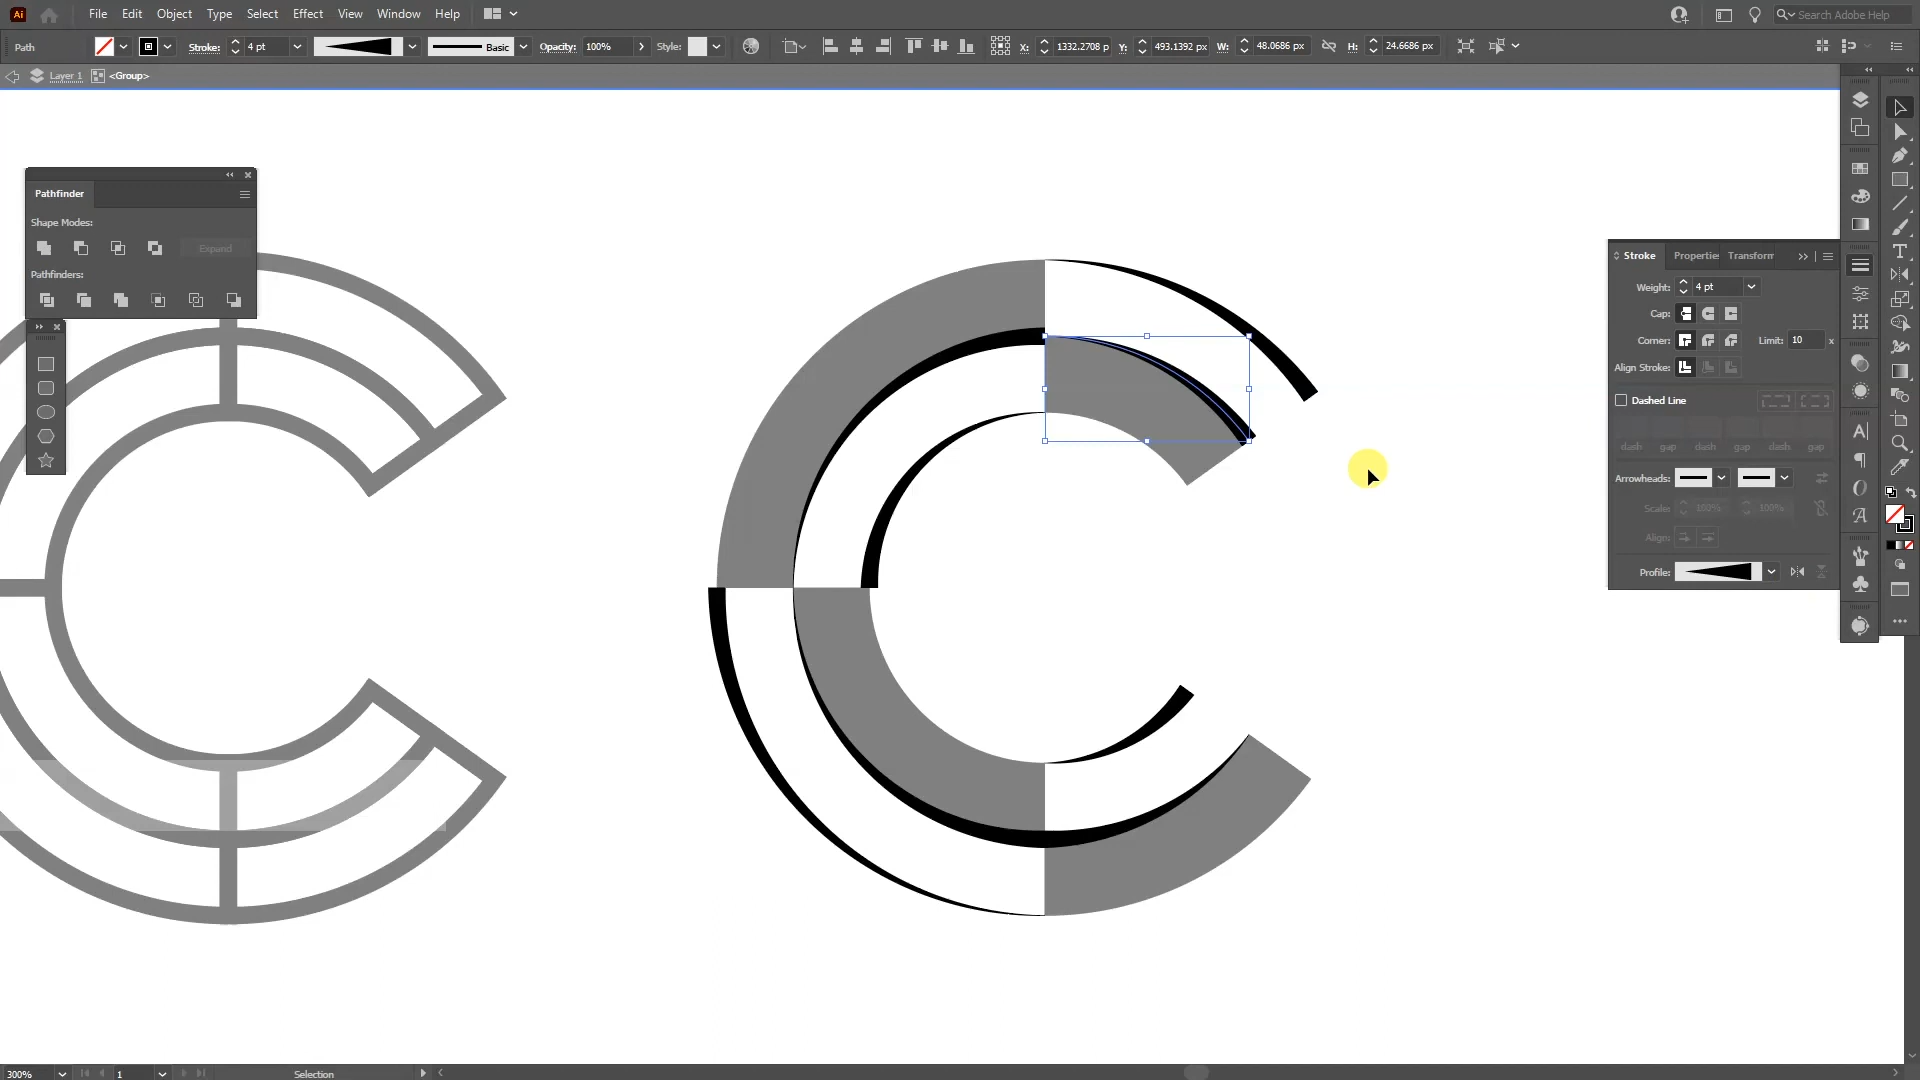 Ai File Edit Object Type Select Effect View Window Help Search Adobe Help
Path Stroke: 4 pt Basic Opacity: 100% Style: X: 1332.2708 p Y: 493.1392 px W: 48.0686 px H: 24.6686 px
Layer 1 <Group>
Pathfinder
Shape Modes:
Expand
Pathfinders:
Stroke Properties Transform
Weight: 4 pt
Cap:
Corner: Limit: 10 x
Align Stroke:
Dashed Line
dash gap dash gap dash gap
Arrowheads:
Scale: 100% 100%
Align:
Profile:
300% 1 Selection